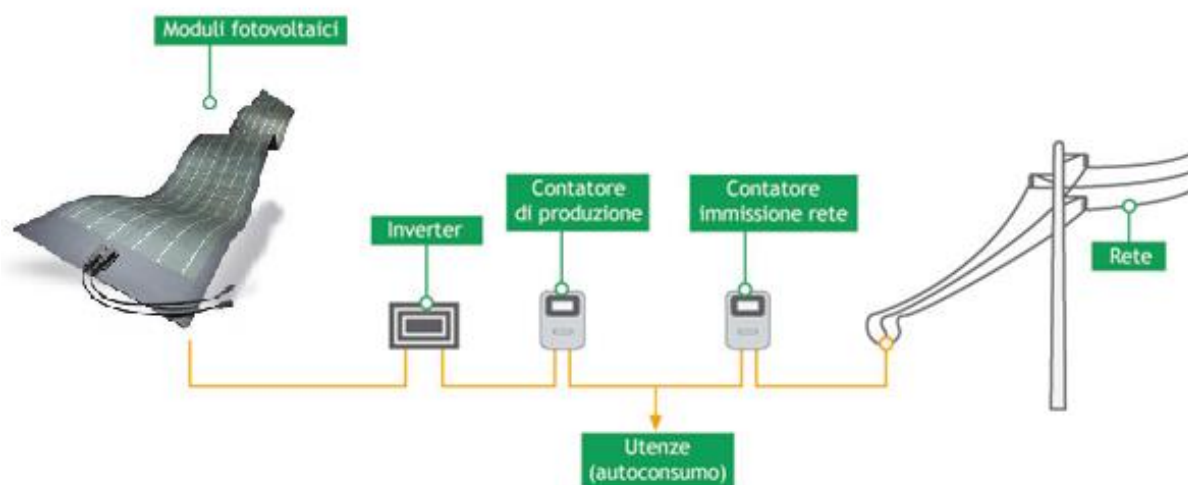 Moduli fotovoltaici
Contatore
di produzione
Contatore
immissione rete
Inverter
Rete
Utenze
(autoconsumo)